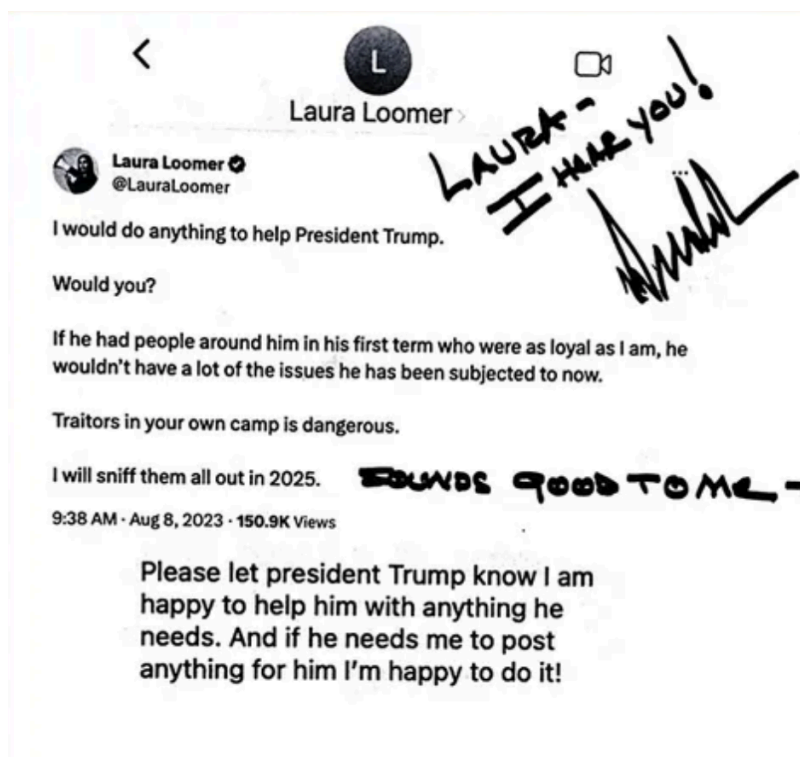 L
Laura Loomer
LAURA-
I HEAR YOU!
Laura Loomer
@LauraLoomer
I would do anything to help President Trump.
Would you?
If he had people around him in his first term who were as loyal as I am, he
wouldn't have a lot of the issues he has been subjected to now.
Traitors in your own camp is dangerous.
I will sniff them all out in 2025. SOUNDS GOOD TO ME-
9:38 AM · Aug 8, 2023 · 150.9K Views
Please let president Trump know I am
happy to help him with anything he
needs. And if he needs me to post
anything for him I'm happy to do it!